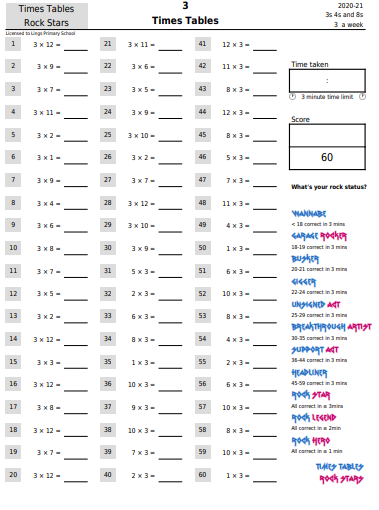 Times Tables
Rock Stars
3
Times Tables
2020-21
3s 4s and 8s
3 a week
Licensed to Lings Primary School
1 3 × 12 =
2 3 × 9 =
3 3 × 7 =
4 3 × 11 =
5 3 × 2 =
6 3 × 1 =
7 3 × 9 =
8 3 × 4 =
9 3 × 6 =
10 3 × 8 =
11 3 × 7 =
12 3 × 5 =
13 3 × 2 =
14 3 × 12 =
15 3 × 3 =
16 3 × 12 =
17 3 × 8 =
18 3 × 12 =
19 3 × 7 =
20 3 × 12 =
21 3 × 11 =
22 3 × 6 =
23 3 × 5 =
24 3 × 9 =
25 3 × 10 =
26 3 × 2 =
27 3 × 7 =
28 3 × 12 =
29 3 × 10 =
30 3 × 9 =
31 5 × 3 =
32 2 × 3 =
33 6 × 3 =
34 8 × 3 =
35 1 × 3 =
36 10 × 3 =
37 9 × 3 =
38 10 × 3 =
39 7 × 3 =
40 2 × 3 =
41 12 × 3 =
42 11 × 3 =
43 8 × 3 =
44 12 × 3 =
45 8 × 3 =
46 5 × 3 =
47 7 × 3 =
48 11 × 3 =
49 4 × 3 =
50 1 × 3 =
51 6 × 3 =
52 10 × 3 =
53 8 × 3 =
54 4 × 3 =
55 2 × 3 =
56 6 × 3 =
57 10 × 3 =
58 8 × 3 =
59 10 × 3 =
60 1 × 3 =
Time taken
:
3 minute time limit
Score
60
What's your rock status?
WANNABE
< 18 correct in 3 mins
GARAGE ROCKER
18-19 correct in 3 mins
BUSKER
20-21 correct in 3 mins
GIGGER
22-24 correct in 3 mins
UNSIGNED ACT
25-29 correct in 3 mins
BREAKTHROUGH ARTIST
30-35 correct in 3 mins
SUPPORT ACT
36-44 correct in 3 mins
HEADLINER
45-59 correct in 3 mins
ROCK STAR
All correct in ≤ 3mins
ROCK LEGEND
All correct in ≤ 2min
ROCK HERO
All correct in ≤ 1 min
TIMES TABLES
ROCK STARS